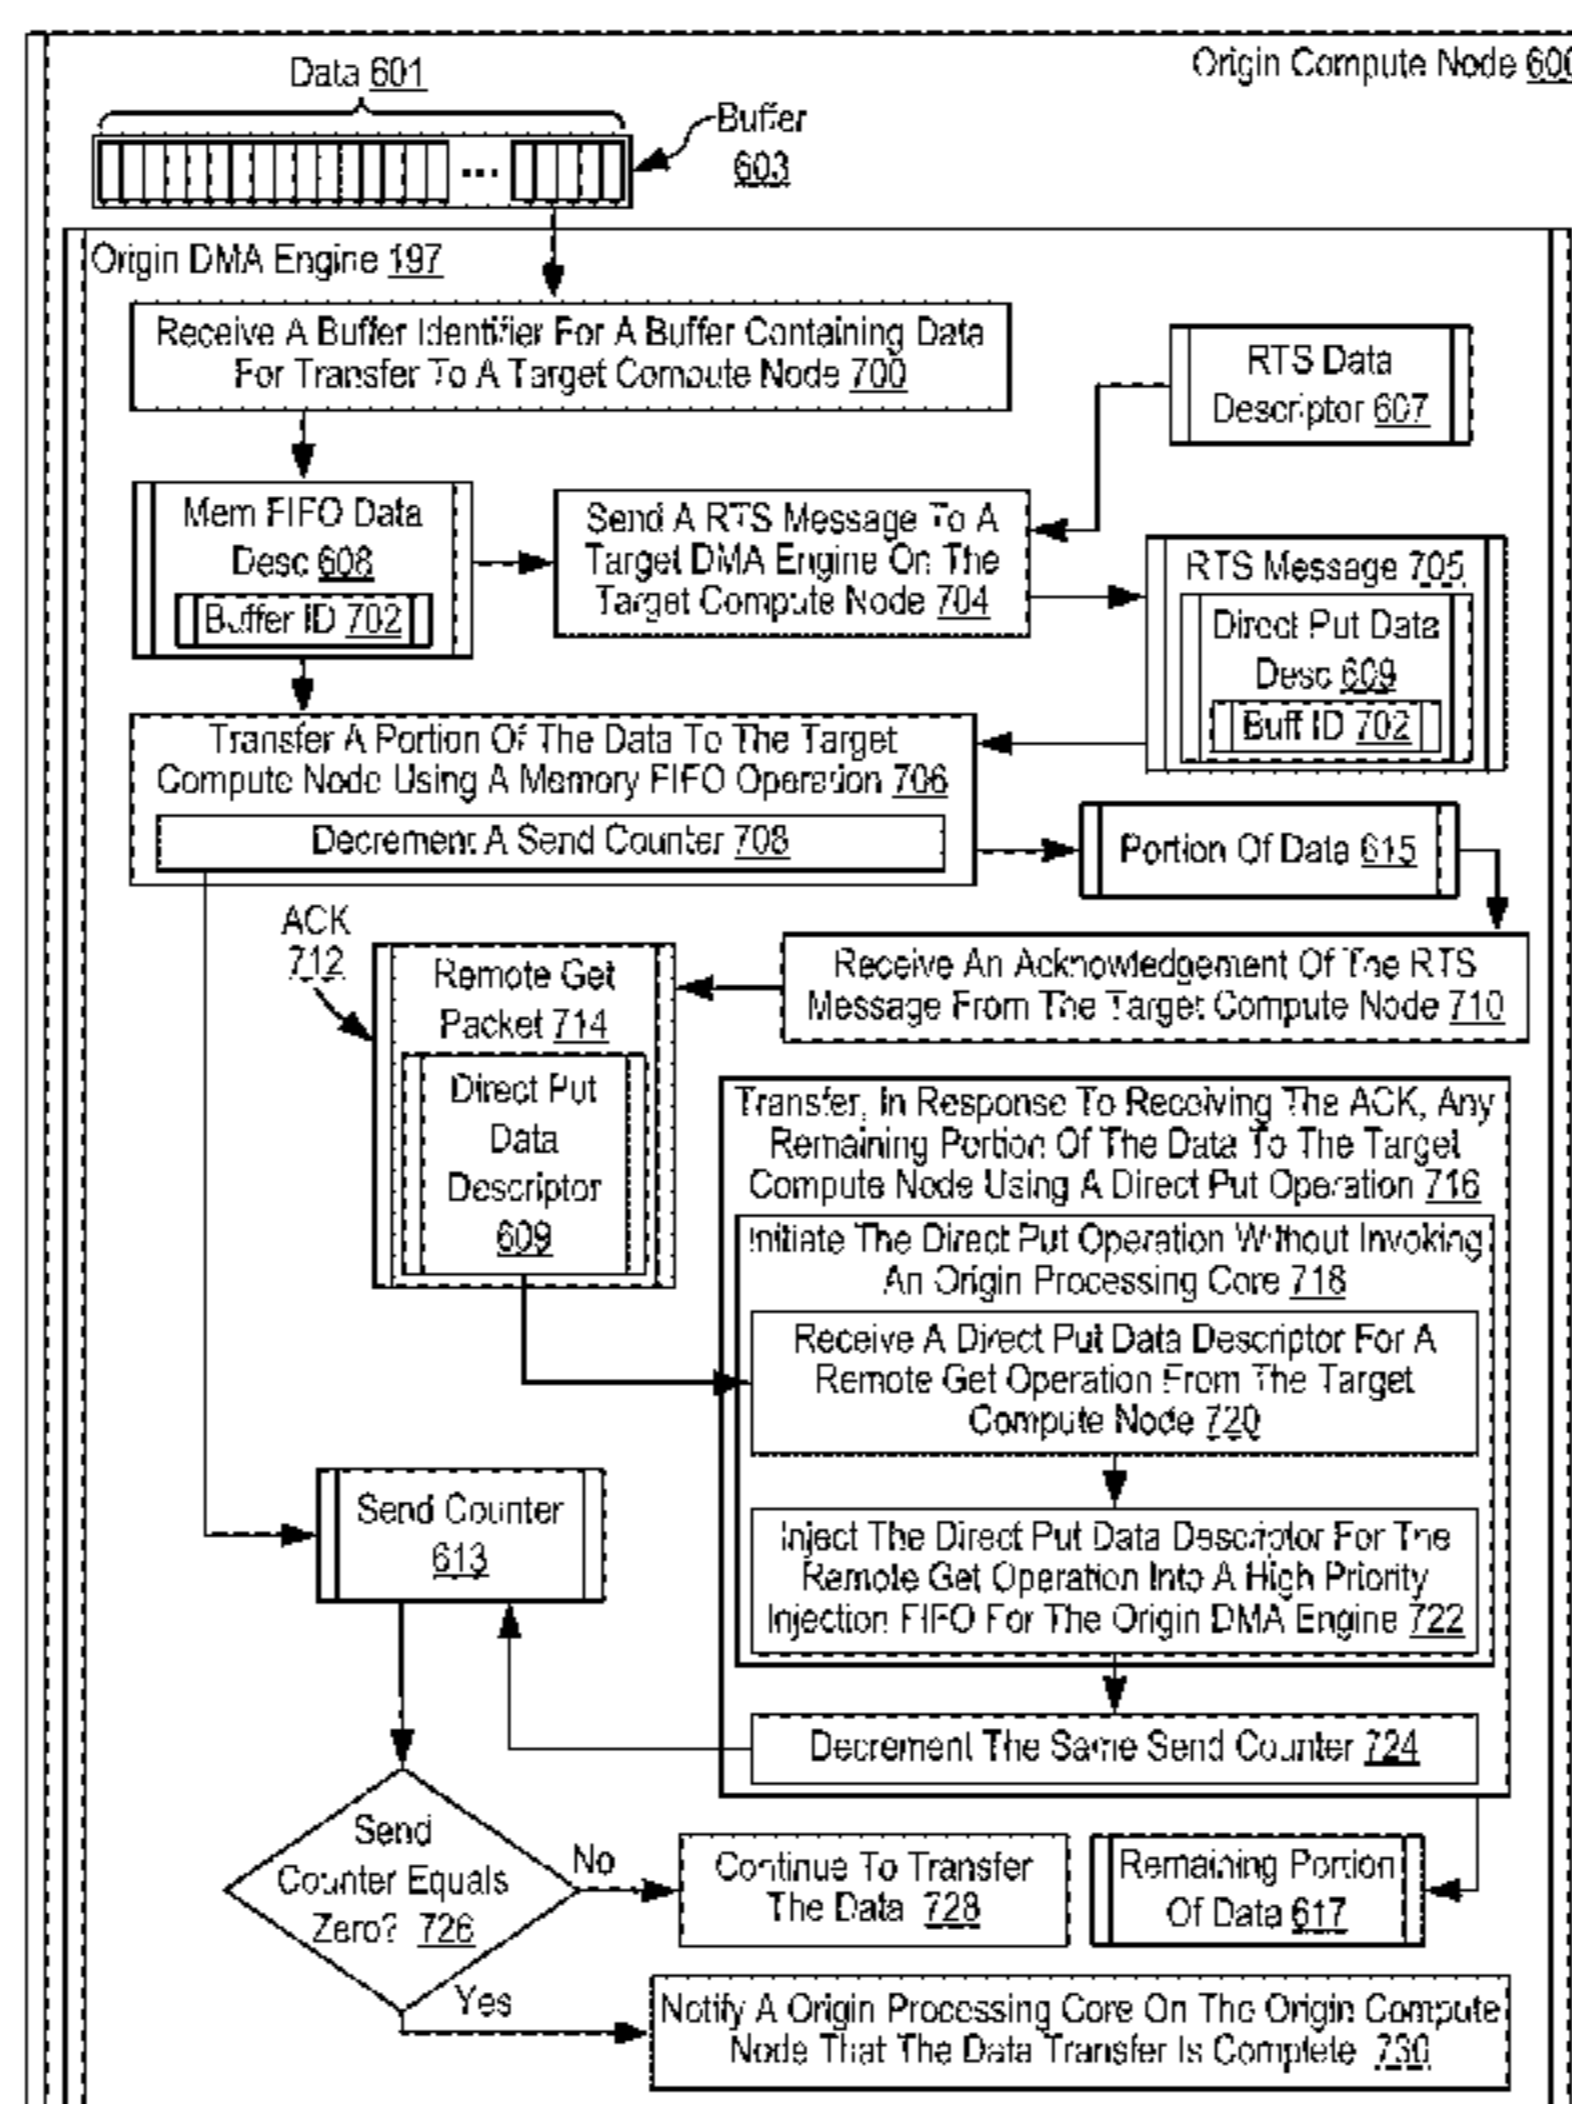 Data 601
Origin Compute Node 600
Buffer
603
Origin DMA Engine 197
Receive A Buffer Identifier For A Buffer Containing Data
For Transfer To A Target Compute Node 700
RTS Data
Descriptor 607
Mem FIFO Data
Desc 608
Buffer ID 702
Send A RTS Message To A
Target DMA Engine On The
Target Compute Node 704
RTS Message 705
Direct Put Data
Desc 609
Buff ID 702
Transfer A Portion Of The Data To The Target
Compute Node Using A Memory FIFO Operation 706
Decrement A Send Counter 708
Portion Of Data 615
ACK
712
Remote Get
Packet 714
Direct Put
Data
Descriptor
609
Receive An Acknowledgement Of The RTS
Message From The Target Compute Node 710
Transfer, In Response To Receiving The ACK, Any
Remaining Portion Of The Data To The Target
Compute Node Using A Direct Put Operation 716
Initiate The Direct Put Operation Without Invoking
An Origin Processing Core 718
Receive A Direct Put Data Descriptor For A
Remote Get Operation From The Target
Compute Node 720
Send Counter
613
Inject The Direct Put Data Descriptor For The
Remote Get Operation Into A High Priority
Injection FIFO For The Origin DMA Engine 722
Decrement The Same Send Counter 724
Send
Counter Equals
Zero? 726
No
Continue To Transfer
The Data 728
Remaining Portion
Of Data 617
Yes
Notify A Origin Processing Core On The Origin Compute
Node That The Data Transfer Is Complete 730